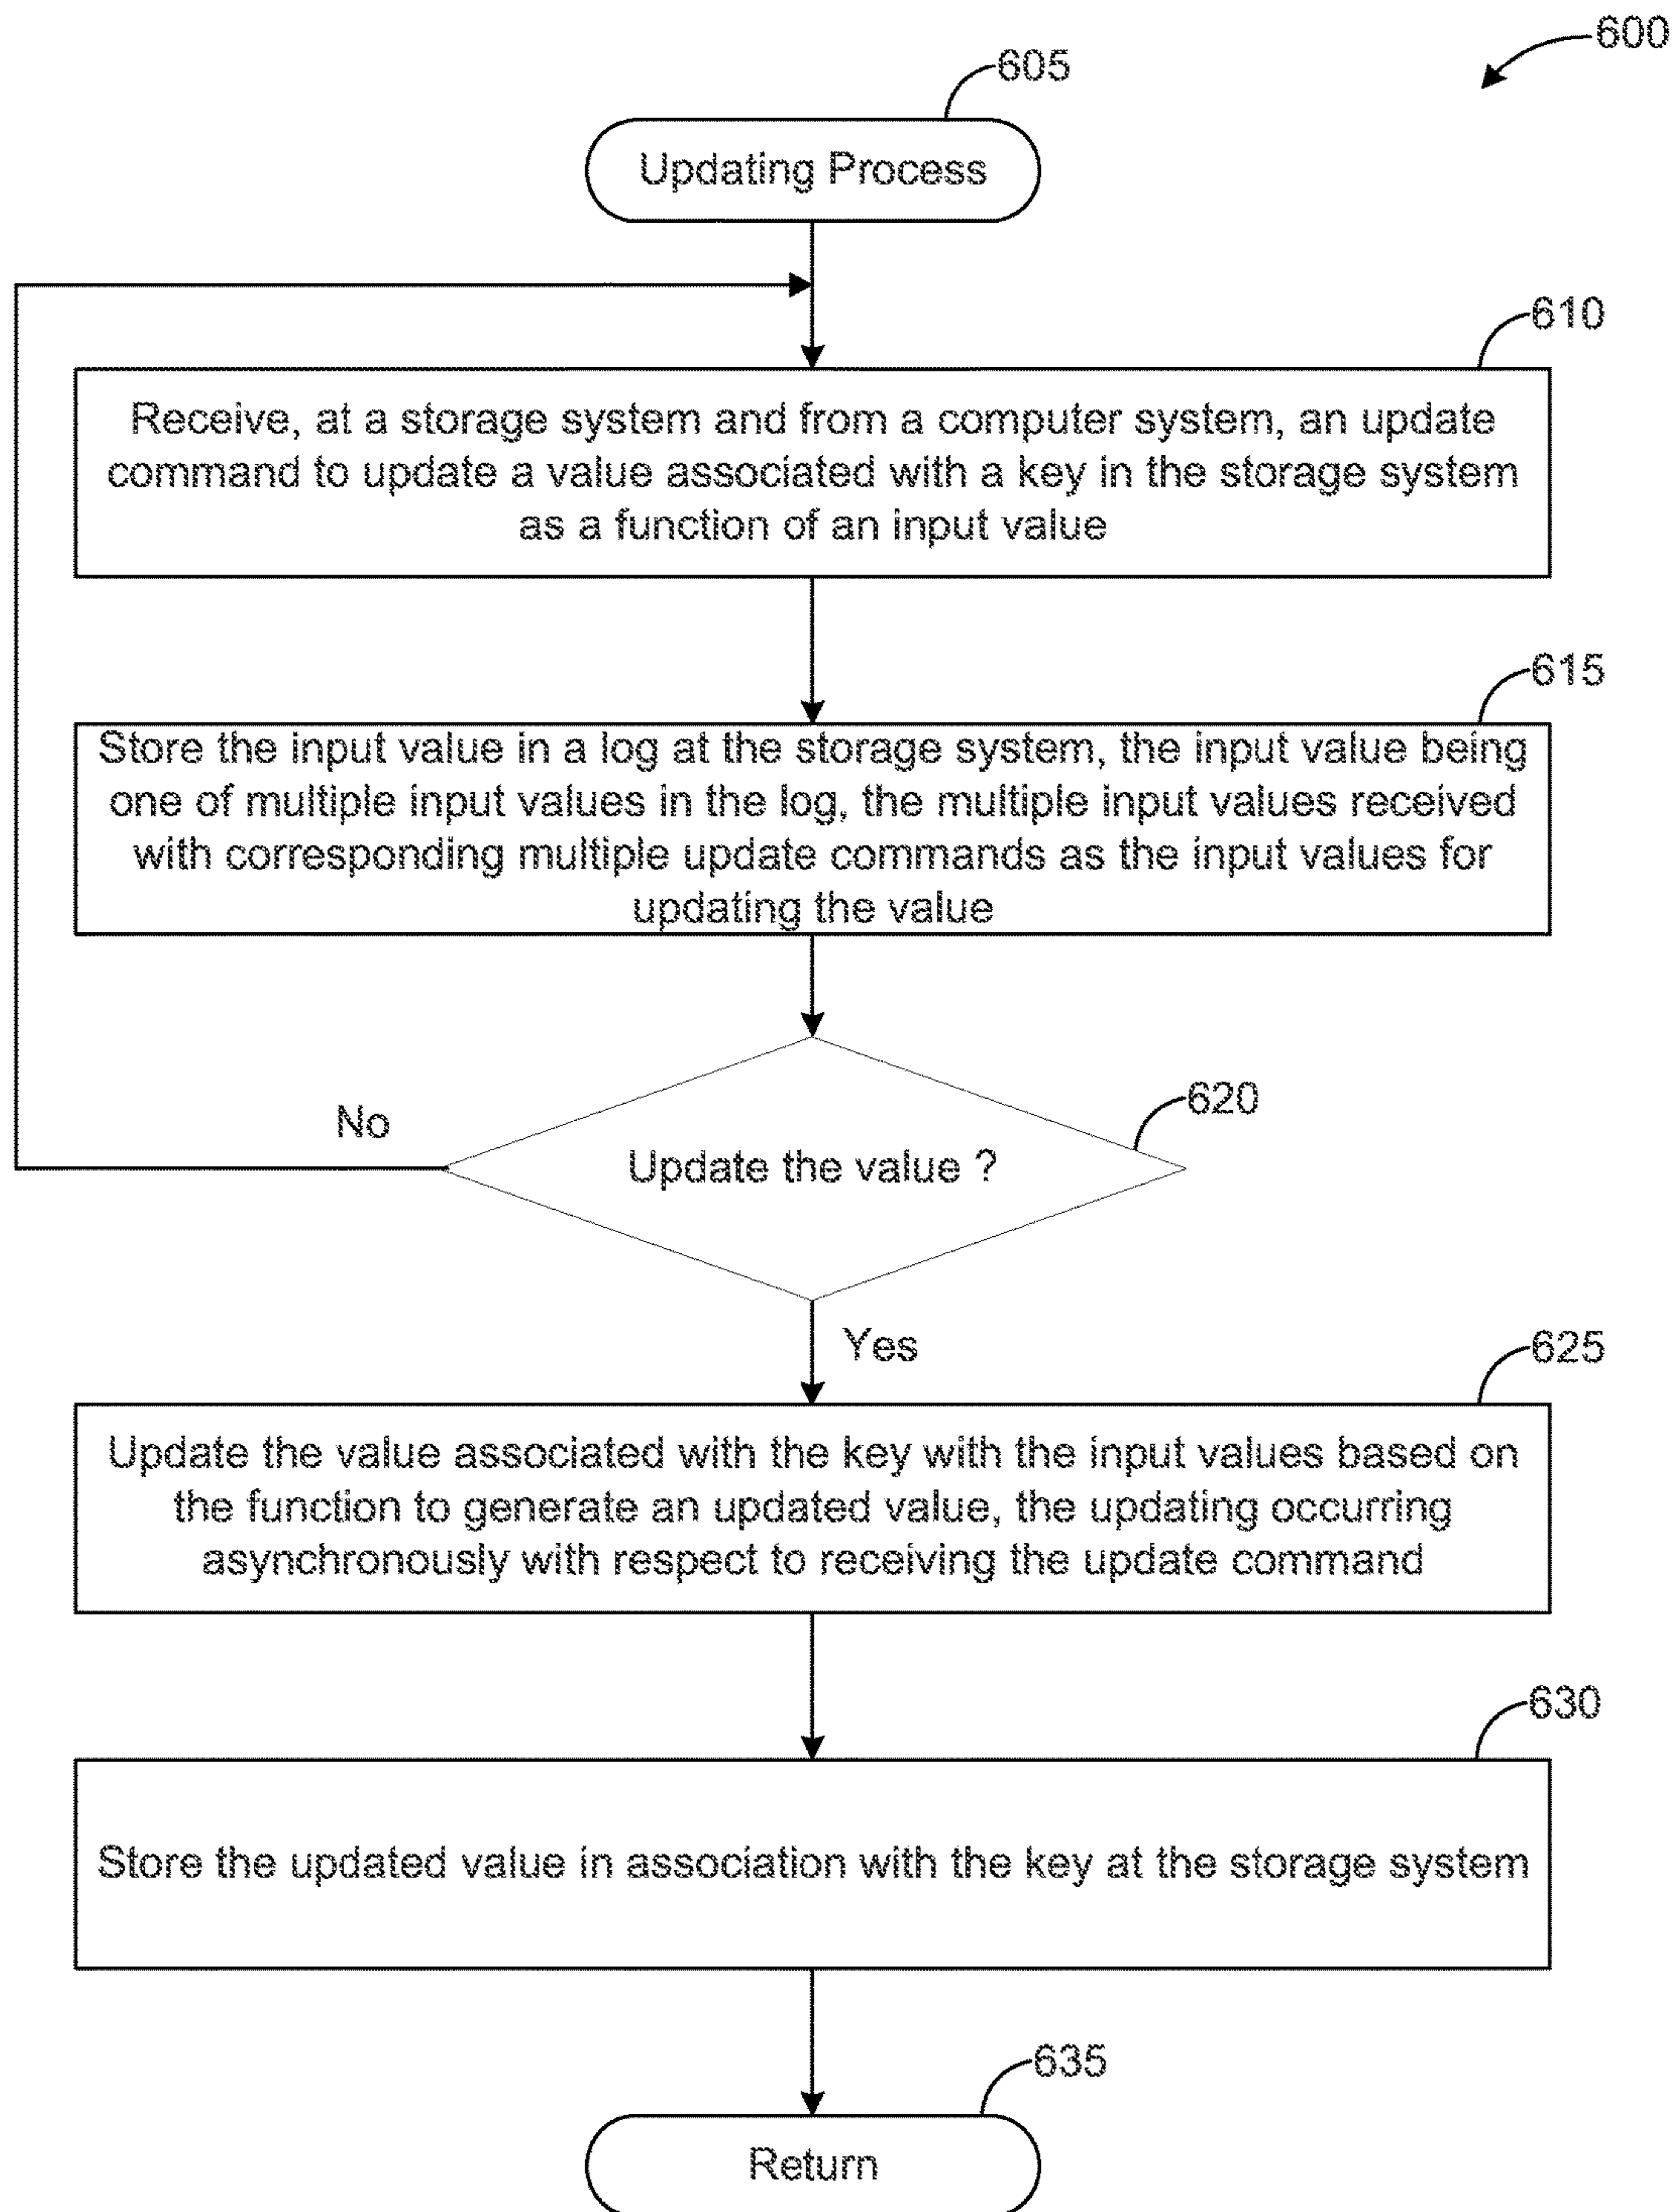 600
605
Updating Process
610
Receive, at a storage system and from a computer system, an update
command to update a value associated with a key in the storage system
as a function of an input value
615
Store the input value in a log at the storage system, the input value being
one of multiple input values in the log, the multiple input values received
with corresponding multiple update commands as the input values for
updating the value
620
No
Update the value ?
Yes
625
Update the value associated with the key with the input values based on
the function to generate an updated value, the updating occurring
asynchronously with respect to receiving the update command
630
Store the updated value in association with the key at the storage system
635
Return